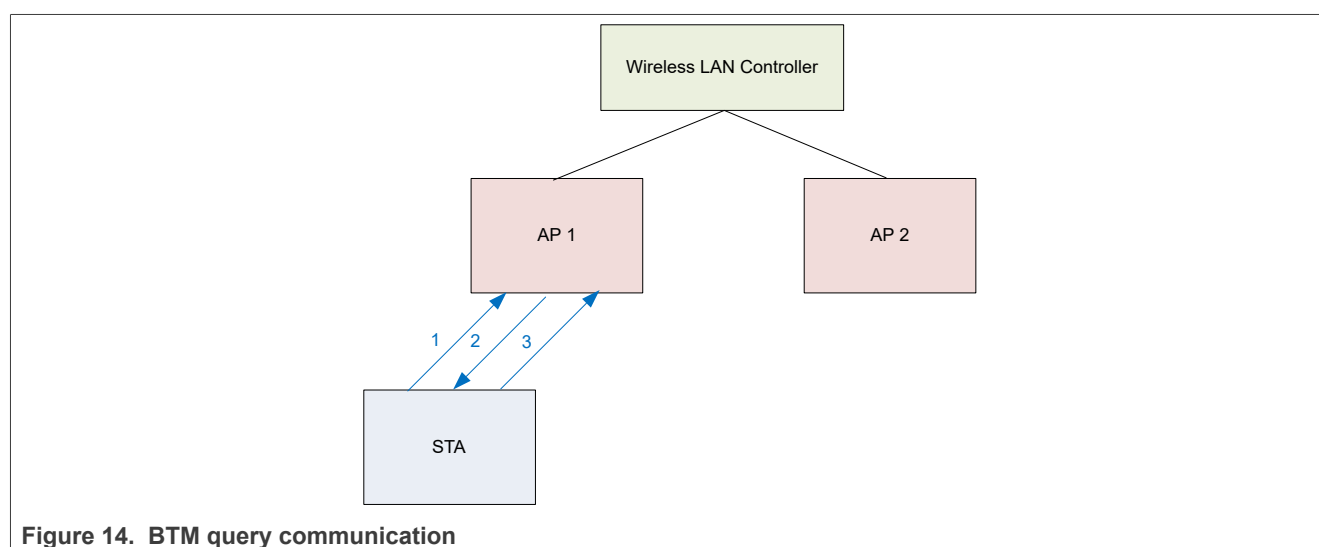 Wireless LAN Controller
AP 1
AP 2
1
2
3
STA
Figure 14. BTM query communication